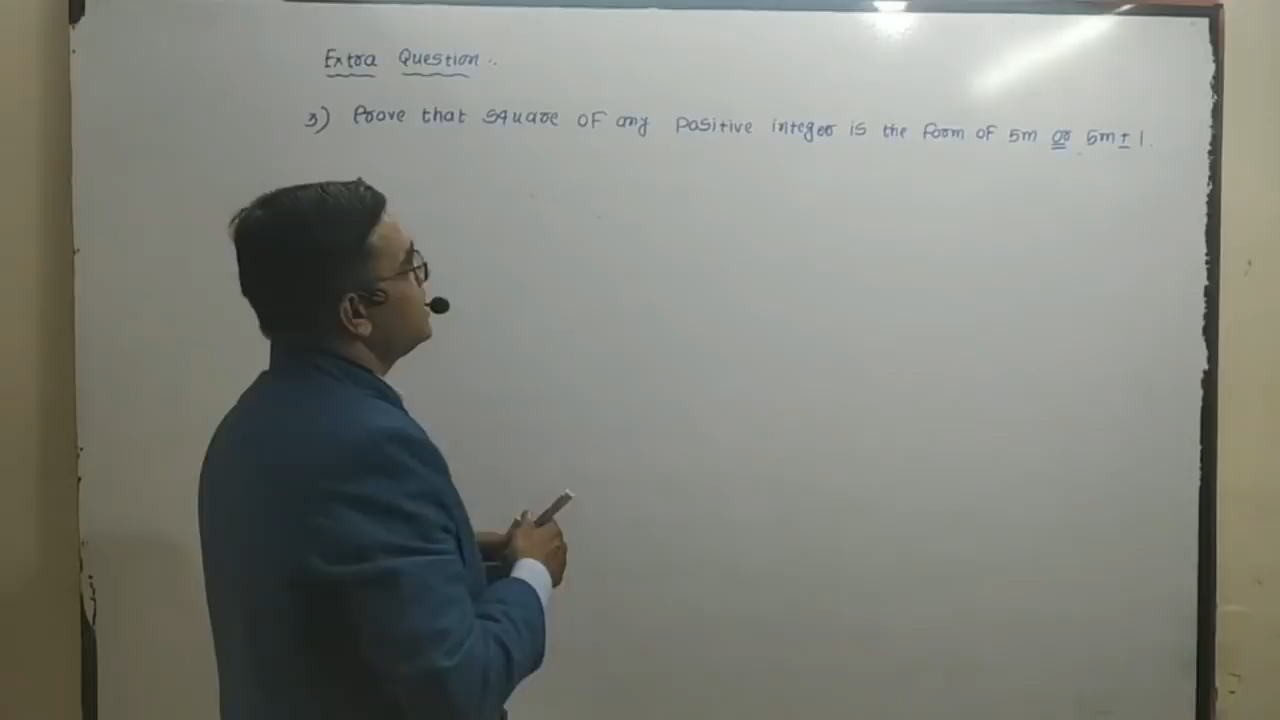 Extra Question :.
3) Prove that square of any positive integer is the form of 5m or 5m ± 1.